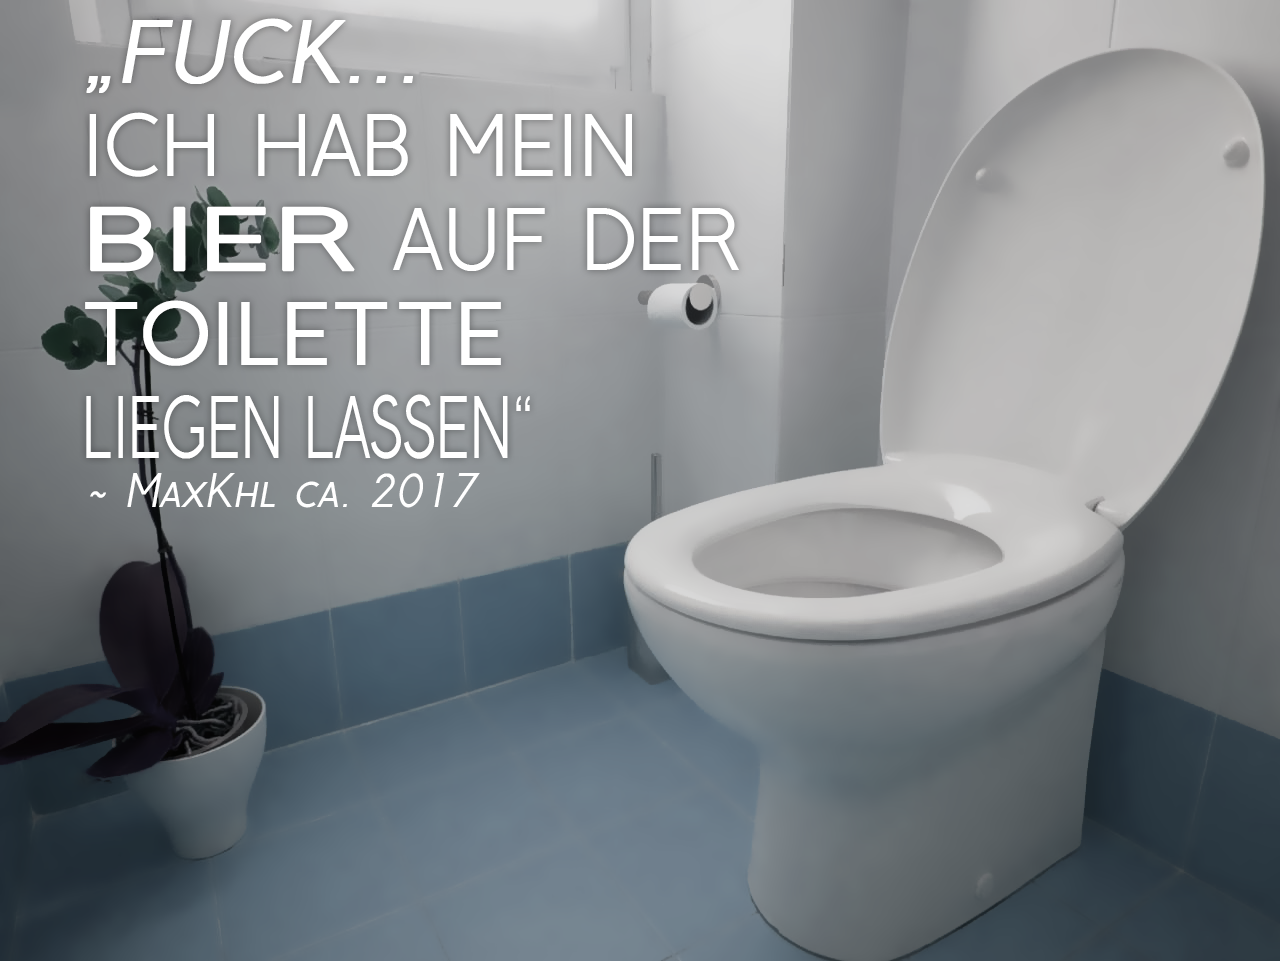 „FUCK...
ICH HAB MEIN
BIER AUF DER
TOILETTE
LIEGEN LASSEN“
~ MAXKHL CA. 2017